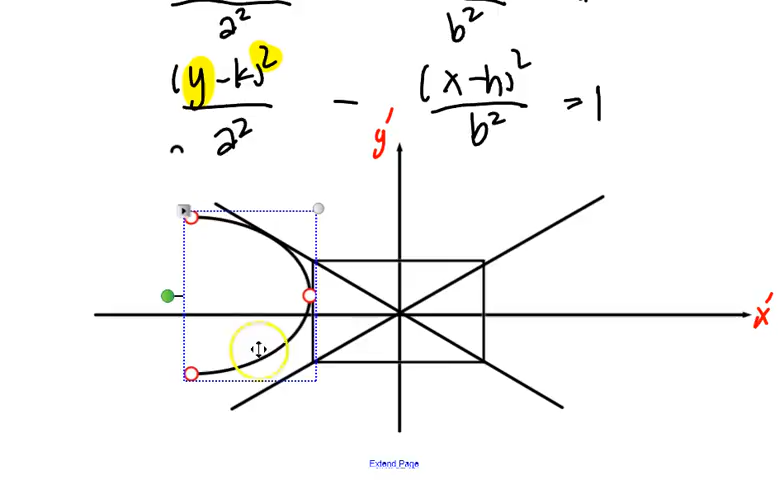 a² b²
(y-k)² - (x-h)² = 1
a² b²
y'
x'
Extend Page